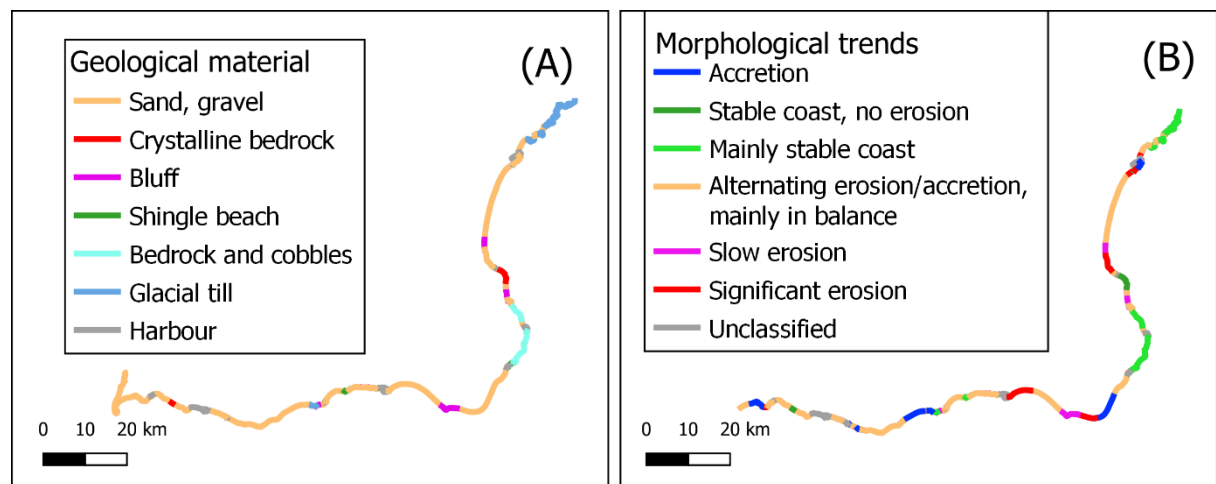 Geological material
Sand, gravel
Crystalline bedrock
Bluff
Shingle beach
Bedrock and cobbles
Glacial till
Harbour
(A)
0 10 20 km
Morphological trends
Accretion
Stable coast, no erosion
Mainly stable coast
Alternating erosion/accretion,
mainly in balance
Slow erosion
Significant erosion
Unclassified
(B)
0 10 20 km